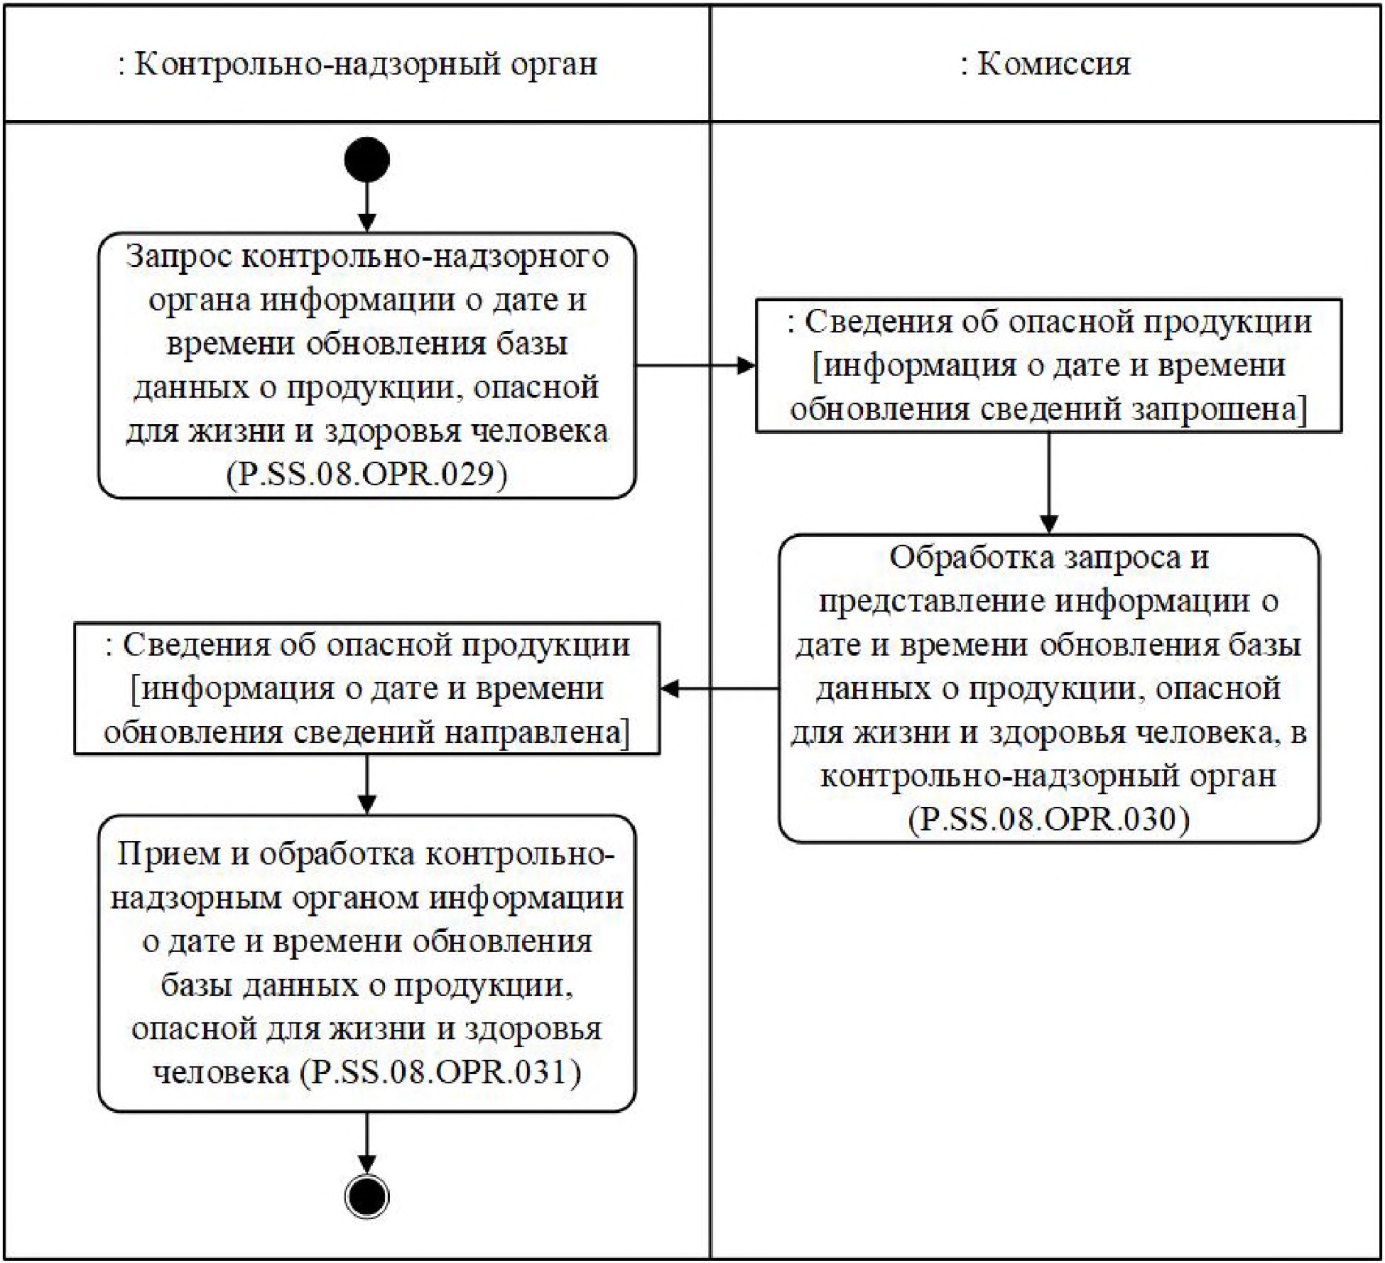 : Контрольно-надзорный орган
: Комиссия
Запрос контрольно-надзорного
органа информации о дате и
времени обновления базы
данных о продукции, опасной
для жизни и здоровья человека
(P.SS.08.OPR.029)
: Сведения об опасной продукции
[информация о дате и времени
обновления сведений запрошена]
Обработка запроса и
представление информации о
дате и времени обновления базы
данных о продукции, опасной
для жизни и здоровья человека, в
контрольно-надзорный орган
(P.SS.08.OPR.030)
: Сведения об опасной продукции
[информация о дате и времени
обновления сведений направлена]
Прием и обработка контрольно-
надзорным органом информации
о дате и времени обновления
базы данных о продукции,
опасной для жизни и здоровья
человека (P.SS.08.OPR.031)